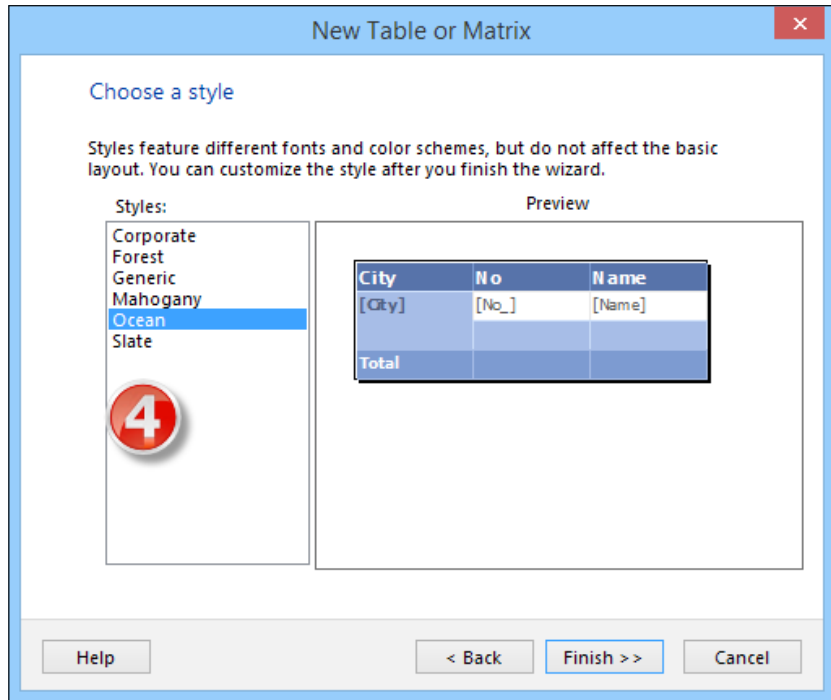 New Table or Matrix
Choose a style
Styles feature different fonts and color schemes, but do not affect the basic
layout. You can customize the style after you finish the wizard.
Styles:
Preview
Corporate
Forest
Generic
Mahogany
Ocean
Slate
4
City No Name
[City] [No_] [Name]
Total
Help < Back Finish >> Cancel